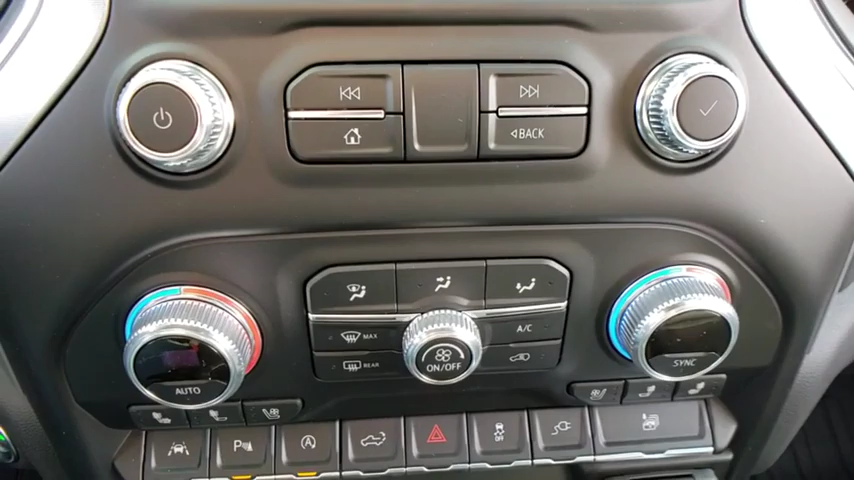 BACK
MAX
A/C
REAR
ON/OFF
AUTO
SYNC
P
A
OFF